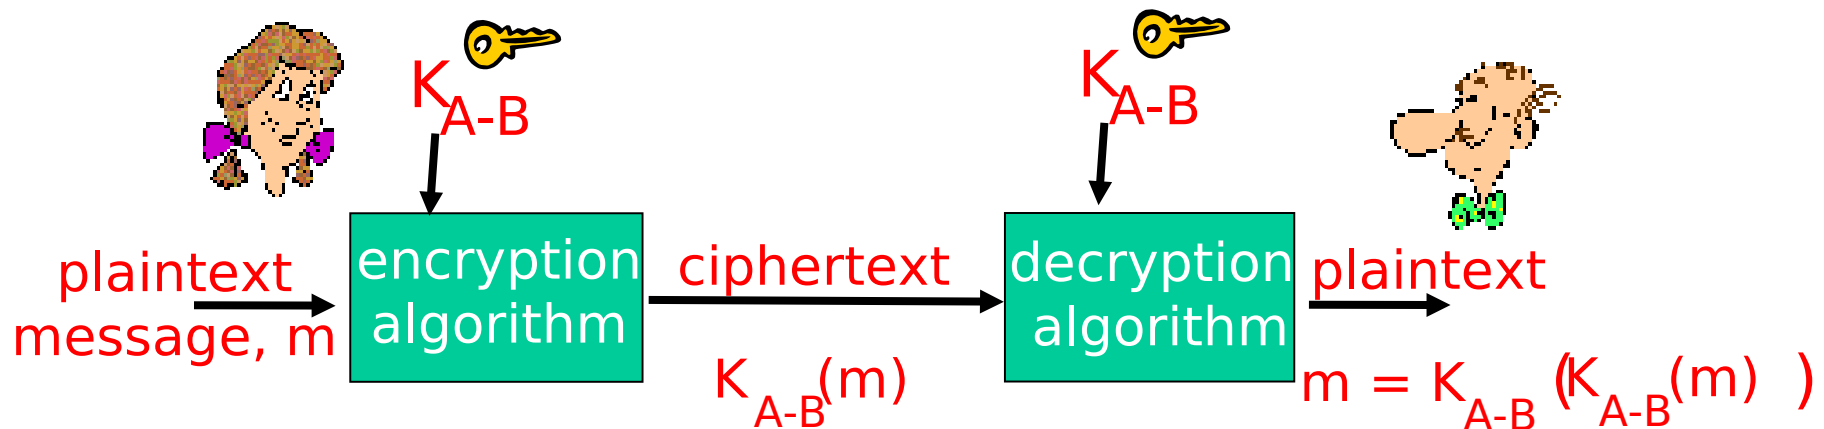 K A-B
K A-B
plaintext
message, m
encryption
algorithm
ciphertext
K A-B (m)
decryption
algorithm
plaintext
m = K A-B (K A-B (m) )